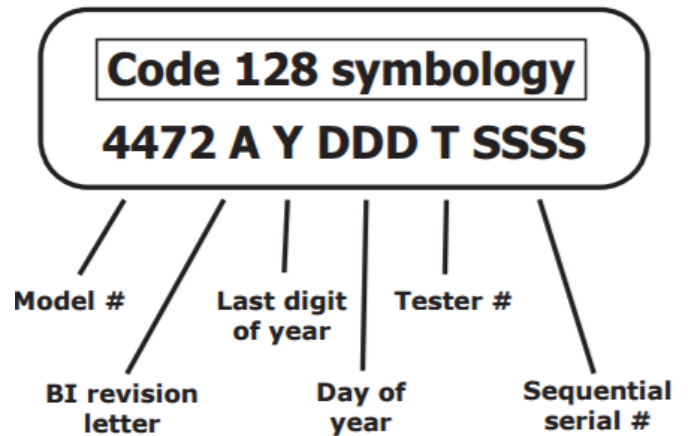 Code 128 symbology
4472 A Y DDD T SSSS
Model #
Last digit
of year
Tester #
BI revision
letter
Day of
year
Sequential
serial #